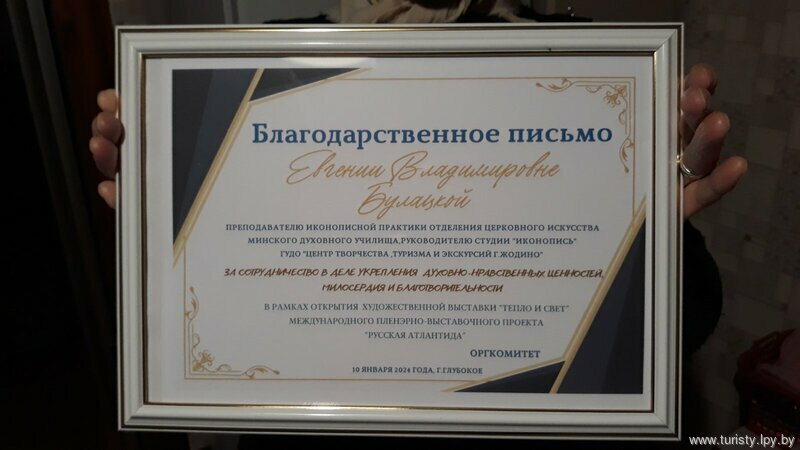 Благодарственное письмо
Евгении Владимировне
Булацкой
ПРЕПОДАВАТЕЛЮ ИКОНОПИСНОЙ ПРАКТИКИ ОТДЕЛЕНИЯ ЦЕРКОВНОГО ИСКУССТВА
МИНСКОГО ДУХОВНОГО УЧИЛИЩА,РУКОВОДИТЕЛЮ СТУДИИ "ИКОНОПИСЬ"
ГУДО "ЦЕНТР ТВОРЧЕСТВА ,ТУРИЗМА И ЭКСКУРСИЙ Г.ЖОДИНО"
ЗА СОТРУДНИЧЕСТВО В ДЕЛЕ УКРЕПЛЕНИЯ ДУХОВНО-НРАВСТВЕННЫХ ЦЕННОСТЕЙ,
МИЛОСЕРДИЯ И БЛАГОТВОРИТЕЛЬНОСТИ
В РАМКАХ ОТКРЫТИЯ ХУДОЖЕСТВЕННОЙ ВЫСТАВКИ "ТЕПЛО И СВЕТ"
МЕЖДУНАРОДНОГО ПЛЕНЭРНО-ВЫСТАВОЧНОГО ПРОЕКТА
"РУССКАЯ АТЛАНТИДА"
ОРГКОМИТЕТ
10 ЯНВАРЯ 2024 ГОДА, Г.ГЛУБОКОЕ
www.turisty.lpy.by